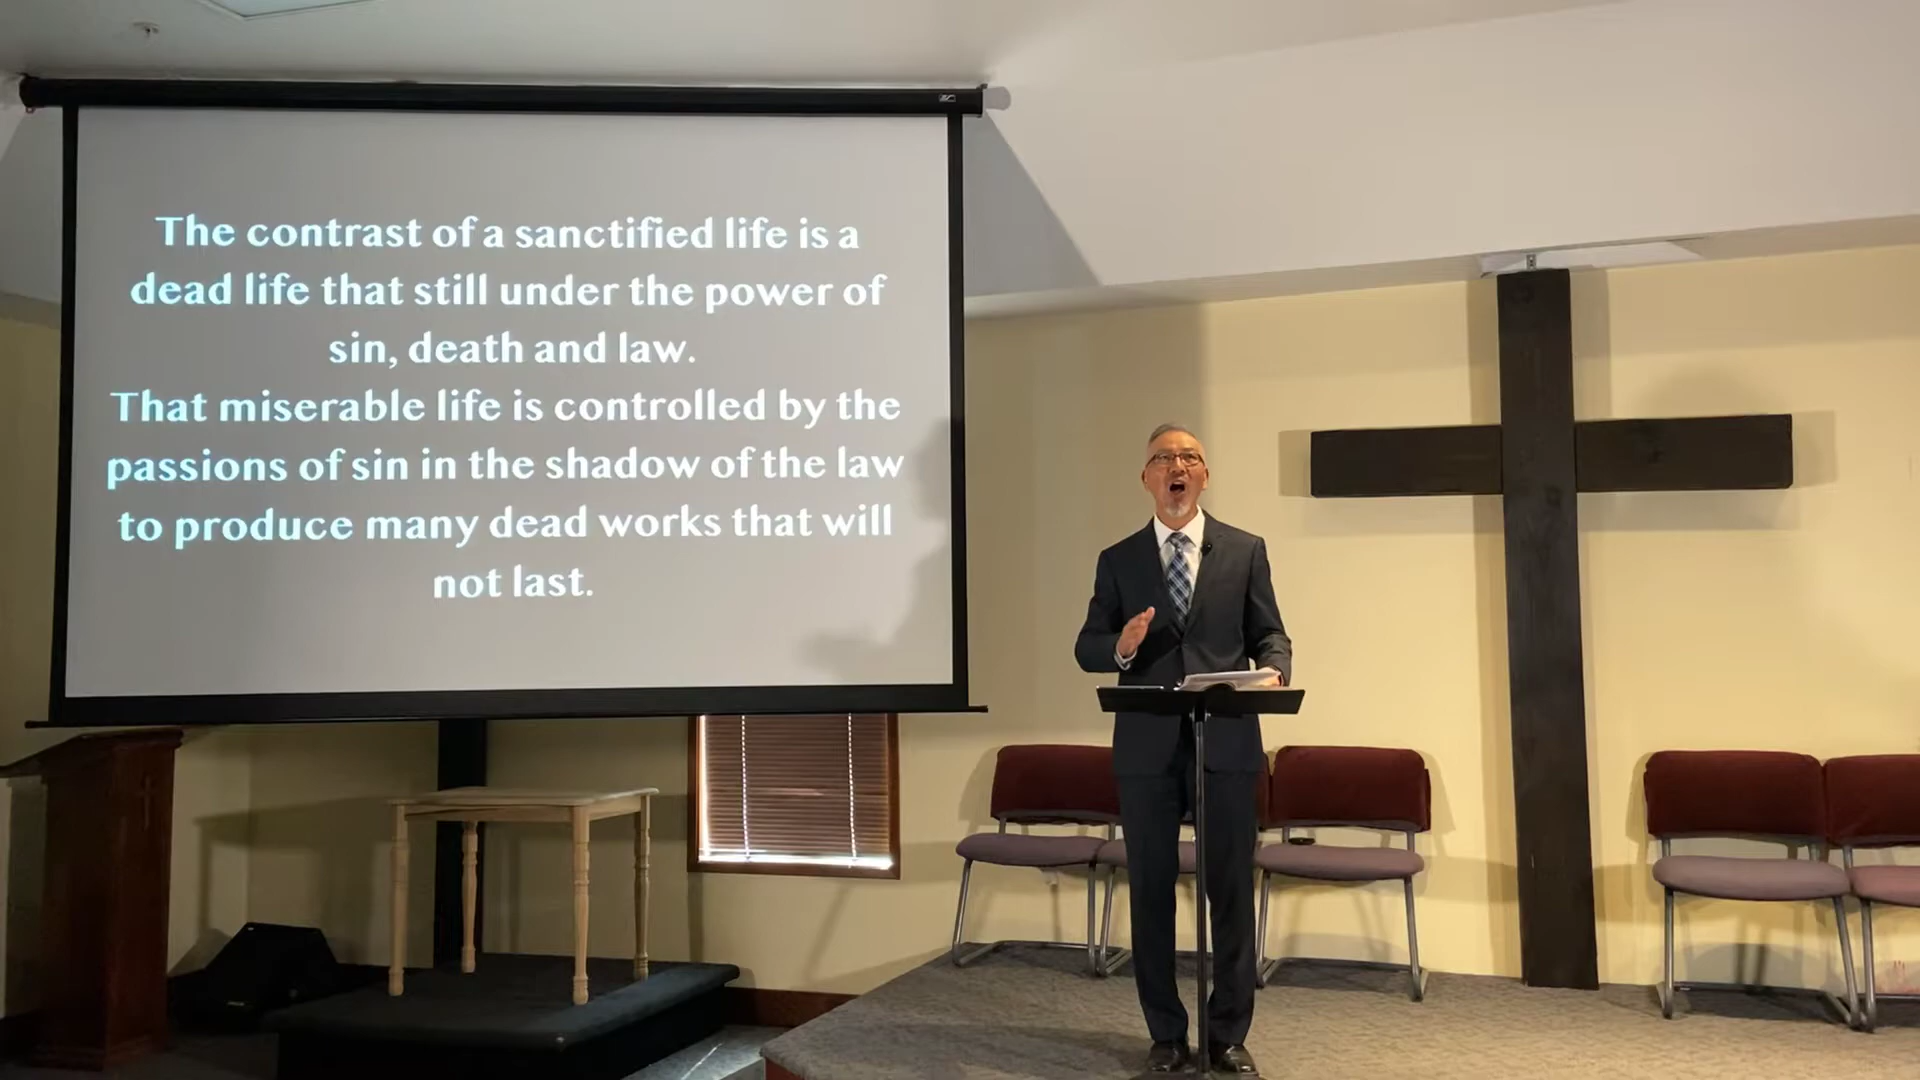 The contrast of a sanctified life is a
dead life that still under the power of
sin, death and law.
That miserable life is controlled by the
passions of sin in the shadow of the law
to produce many dead works that will
not last.